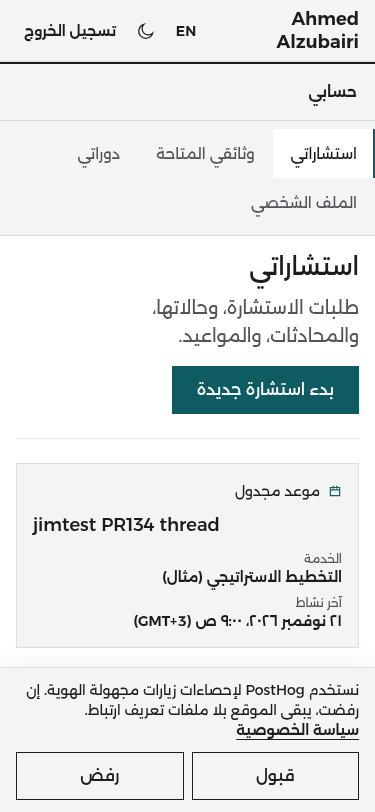 Ahmed
Alzubairi
EN
تسجيل الخروج
حسابي
استشاراتي
وثائقي المتاحة
دوراتي
الملف الشخصي
استشاراتي
طلبات الاستشارة، وحالاتها،
والمحادثات، والمواعيد.
بدء استشارة جديدة
موعد مجدول
jimtest PR134 thread
الخدمة
التخطيط الاستراتيجي (مثال)
آخر نشاط
٢١ نوفمبر ٢٠٢٦، ٩:٠٠ ص (GMT+3)
نستخدم PostHog لإحصاءات زيارات مجهولة الهوية. إن
رفضت، يبقى الموقع بلا ملفات تعريف ارتباط.
سياسة الخصوصية
قبول
رفض